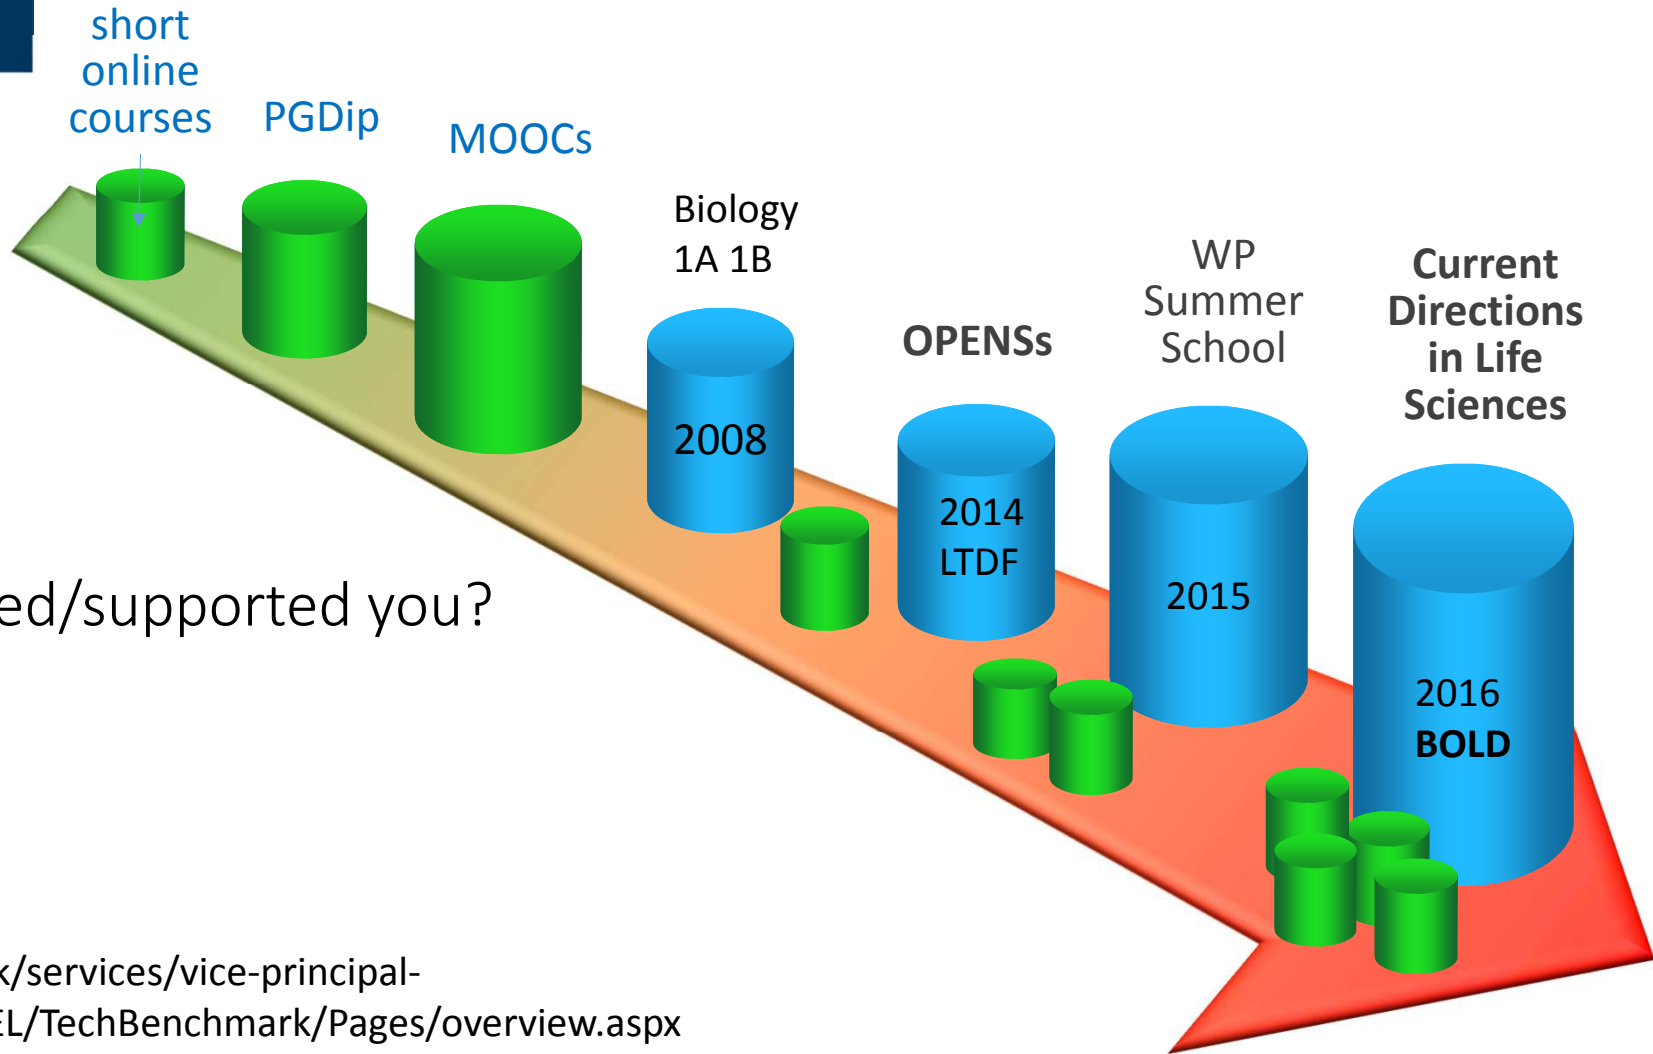 short
online
courses
PGDip
MOOCs
Biology
1A 1B
2008
OPENSs
2014
LTDF
WP
Summer
School
2015
Current
Directions
in Life
Sciences
2016
BOLD
ed/supported you?
k/services/vice-principal-
EL/TechBenchmark/Pages/overview.aspx